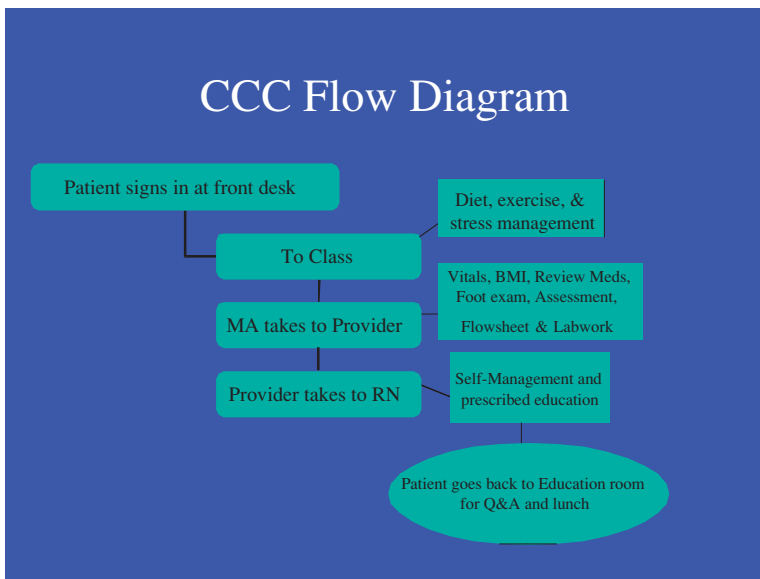 CCC Flow Diagram
Patient signs in at front desk
Diet, exercise, &
stress management
To Class
Vitals, BMI, Review Meds,
Foot exam, Assessment,
Flowsheet & Labwork
MA takes to Provider
Self-Management and
prescribed education
Provider takes to RN
Patient goes back to Education room
for Q&A and lunch